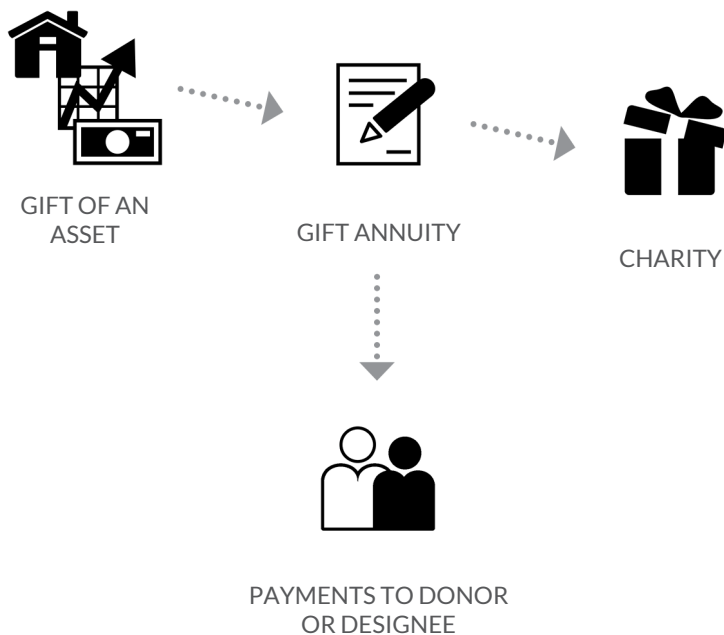 GIFT OF AN
ASSET
GIFT ANNUITY
CHARITY
PAYMENTS TO DONOR
OR DESIGNEE